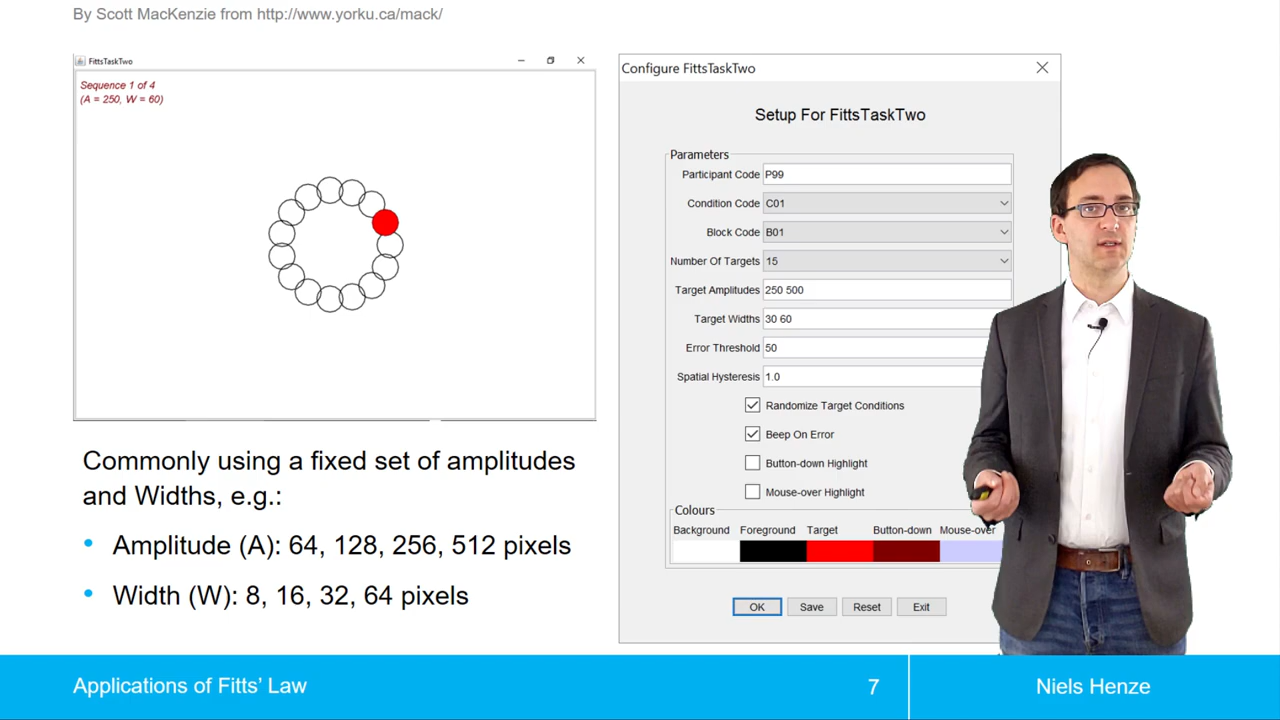 By Scott MacKenzie from http://www.yorku.ca/mack/
FittsTaskTwo
Sequence 1 of 4
(A = 250, W = 60)
Configure FittsTaskTwo
Setup For FittsTaskTwo
Parameters
Participant Code P99
Condition Code C01
Block Code B01
Number Of Targets 15
Target Amplitudes 250 500
Target Widths 30 60
Error Threshold 50
Spatial Hysteresis 1.0
Randomize Target Conditions
Beep On Error
Button-down Highlight
Mouse-over Highlight
Colours
Background Foreground Target Button-down Mouse-over
OK Save Reset Exit
Commonly using a fixed set of amplitudes
and Widths, e.g.:
• Amplitude (A): 64, 128, 256, 512 pixels
• Width (W): 8, 16, 32, 64 pixels
Applications of Fitts’ Law
7
Niels Henze